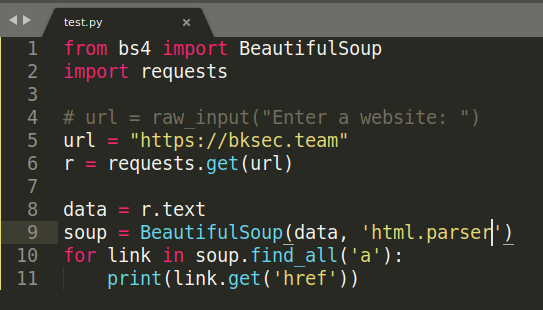 test.py ×
1 from bs4 import BeautifulSoup
2 import requests
3
4 # url = raw_input("Enter a website: ")
5 url = "https://bksec.team"
6 r = requests.get(url)
7
8 data = r.text
9 soup = BeautifulSoup(data, 'html.parser')
10 for link in soup.find_all('a'):
11     print(link.get('href'))